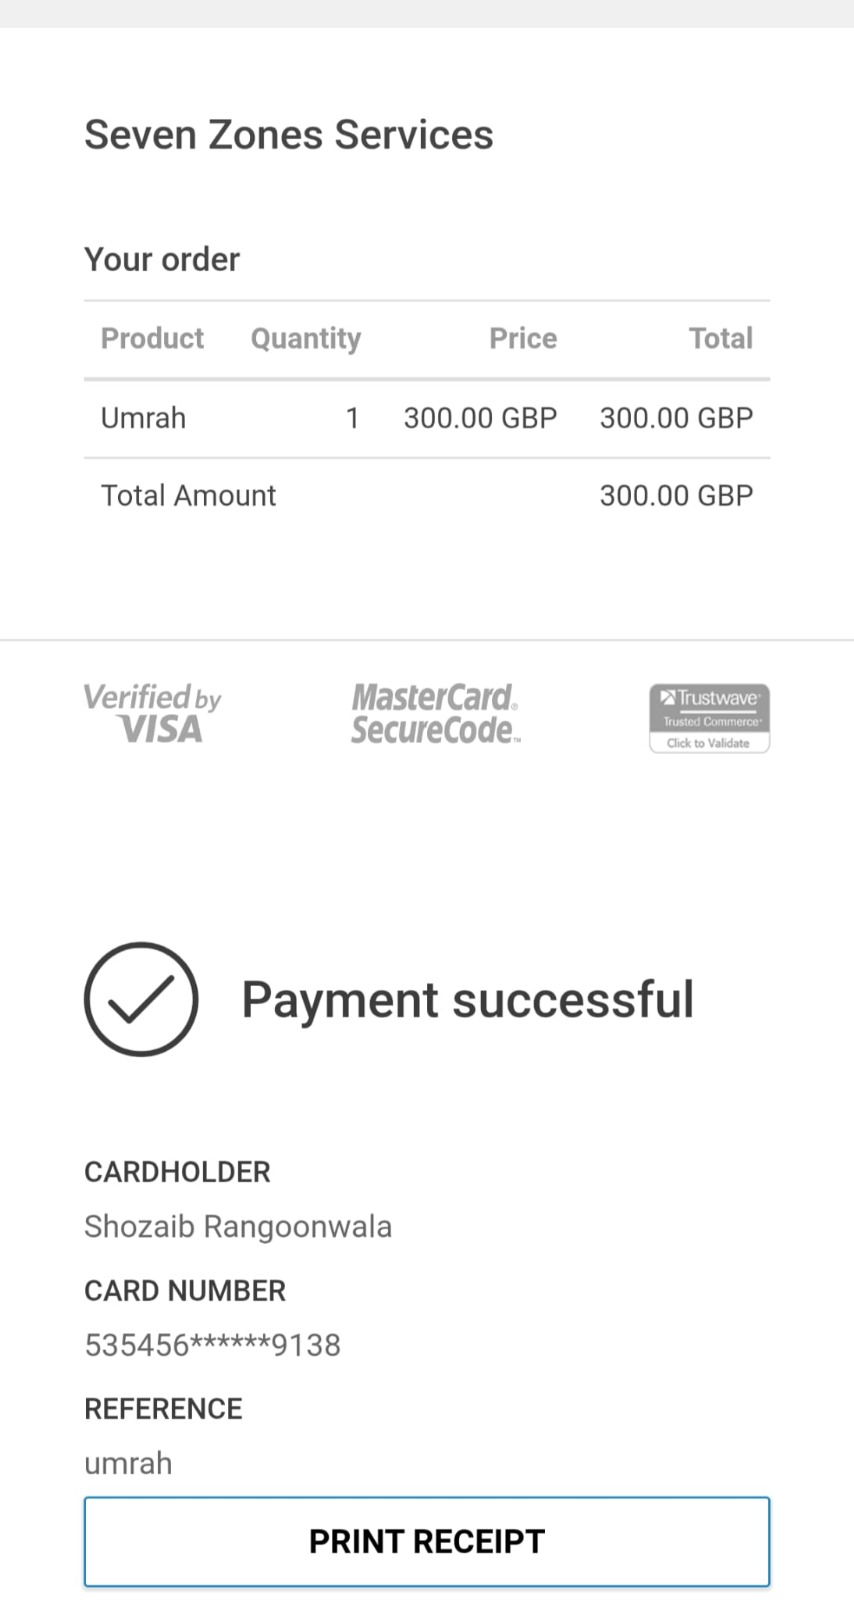 Seven Zones Services
Your order
Product Quantity Price Total
Umrah 1 300.00 GBP 300.00 GBP
Total Amount 300.00 GBP
Verified by
VISA
MasterCard®
SecureCode™
Trustwave®
Trusted Commerce®
Click to Validate
Payment successful
CARDHOLDER
Shozaib Rangoonwala
CARD NUMBER
535456******9138
REFERENCE
umrah
PRINT RECEIPT